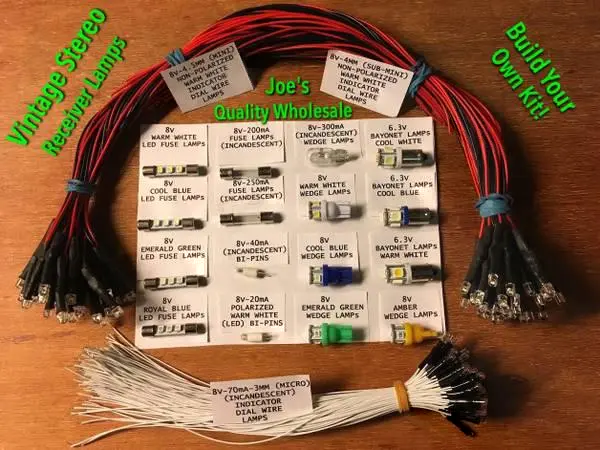 Vintage Stereo
Receiver Lamps
8V-4.5MM (MINI)
NON-POLARIZED
WARM WHITE
INDICATOR
DIAL WIRE
LAMPS
Joe's
Quality Wholesale
8V-4MM (SUB-MINI)
NON-POLARIZED
WARM WHITE
INDICATOR
DIAL WIRE
LAMPS
Build Your
Own Kit!
8v
WARM WHITE
LED FUSE LAMPs
8v-200mA
FUSE LAMPs
(INCANDESCENT)
8v-300mA
(INCANDESCENT)
WEDGE LAMPs
6.3v
BAYONET LAMPs
COOL WHITE
8v
COOL BLUE
LED FUSE LAMPs
8v-250mA
FUSE LAMPs
(INCANDESCENT)
8v
WARM WHITE
WEDGE LAMPs
6.3v
BAYONET LAMPs
COOL BLUE
8v
EMERALD GREEN
LED FUSE LAMPs
8v-40mA
(INCANDESCENT)
BI-PINS
8v
COOL BLUE
WEDGE LAMPs
6.3v
BAYONET LAMPs
WARM WHITE
8v
ROYAL BLUE
LED FUSE LAMPs
8v-20mA
POLARIZED
WARM WHITE
(LED) BI-PINS
8v
EMERALD GREEN
WEDGE LAMPs
8v
AMBER
WEDGE LAMPs
8V-70mA-3MM (MICRO)
(INCANDESCENT)
INDICATOR
DIAL WIRE
LAMPS